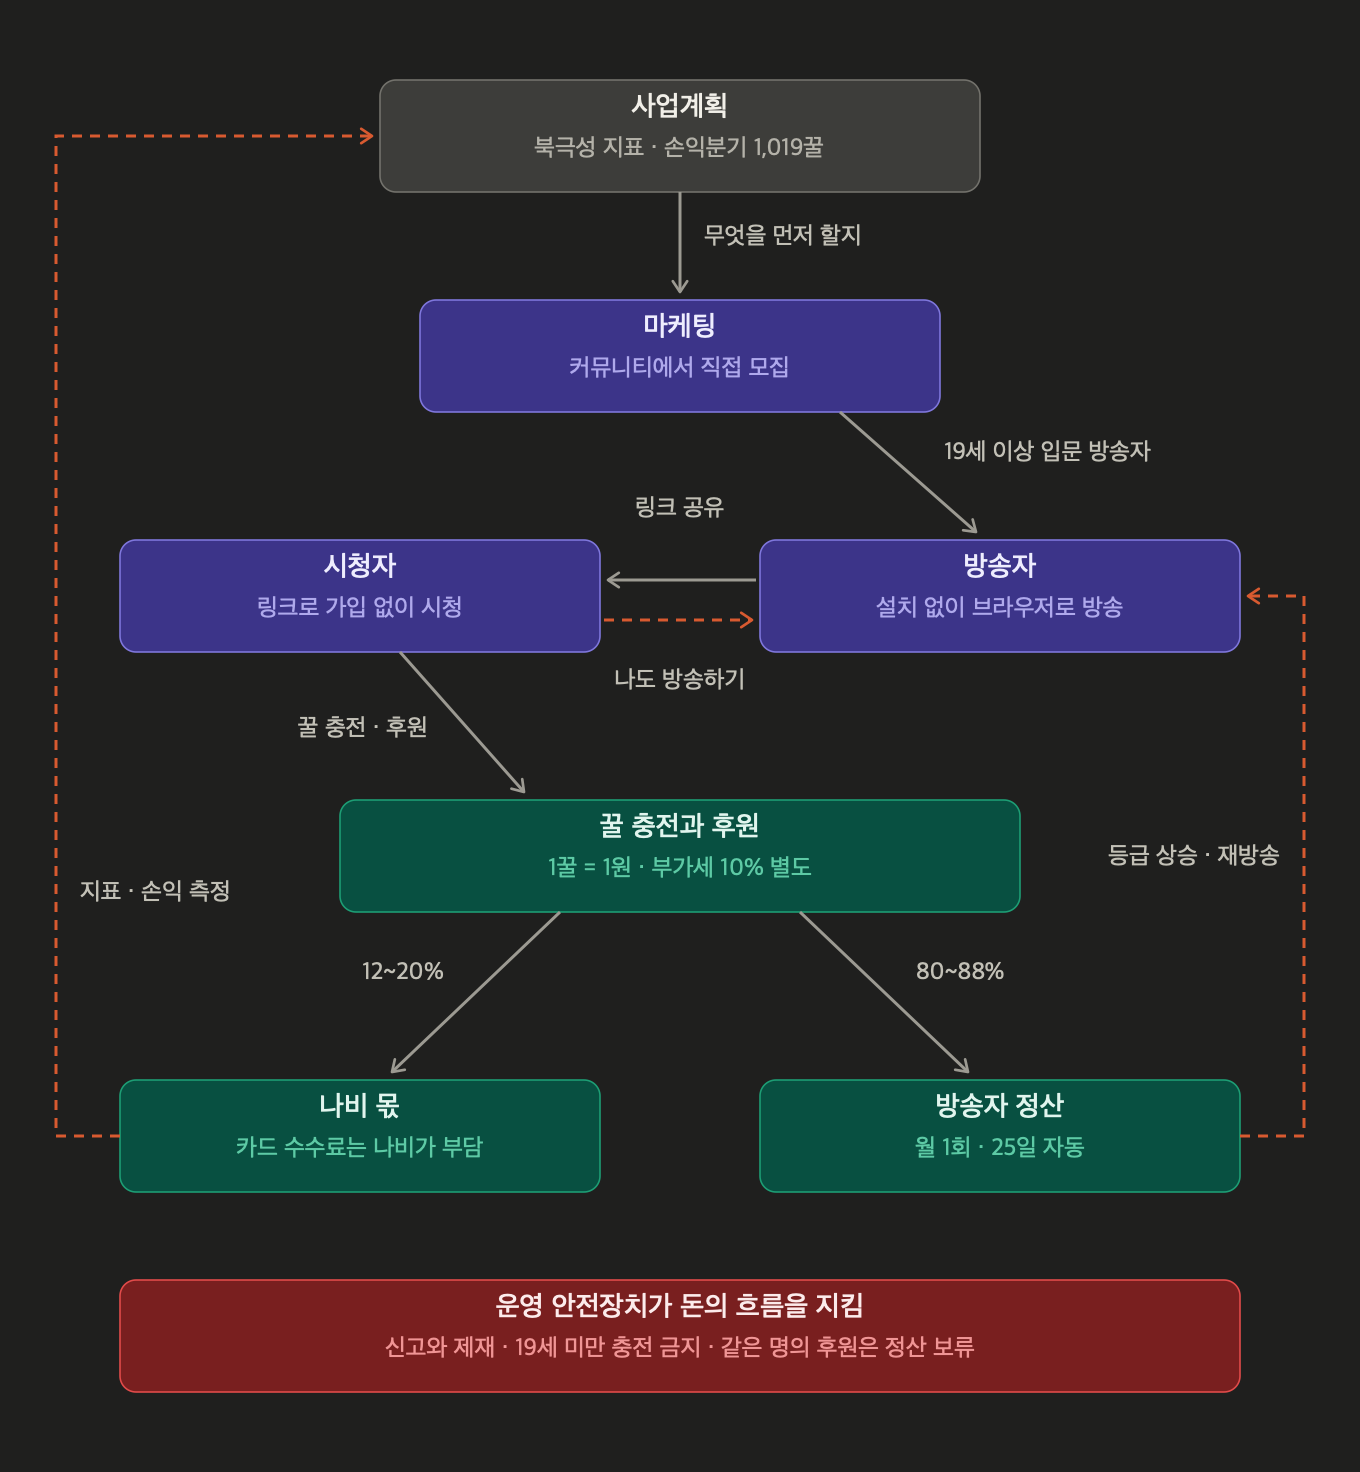 사업계획
북극성 지표 · 손익분기 1,019꿀
무엇을 먼저 할지
마케팅
커뮤니티에서 직접 모집
19세 이상 입문 방송자
링크 공유
시청자
링크로 가입 없이 시청
방송자
설치 없이 브라우저로 방송
나도 방송하기
꿀 충전 · 후원
꿀 충전과 후원
1꿀 = 1원 · 부가세 10% 별도
등급 상승 · 재방송
지표 · 손익 측정
12~20%
80~88%
나비 몫
카드 수수료는 나비가 부담
방송자 정산
월 1회 · 25일 자동
운영 안전장치가 돈의 흐름을 지킴
신고와 제재 · 19세 미만 충전 금지 · 같은 명의 후원은 정산 보류